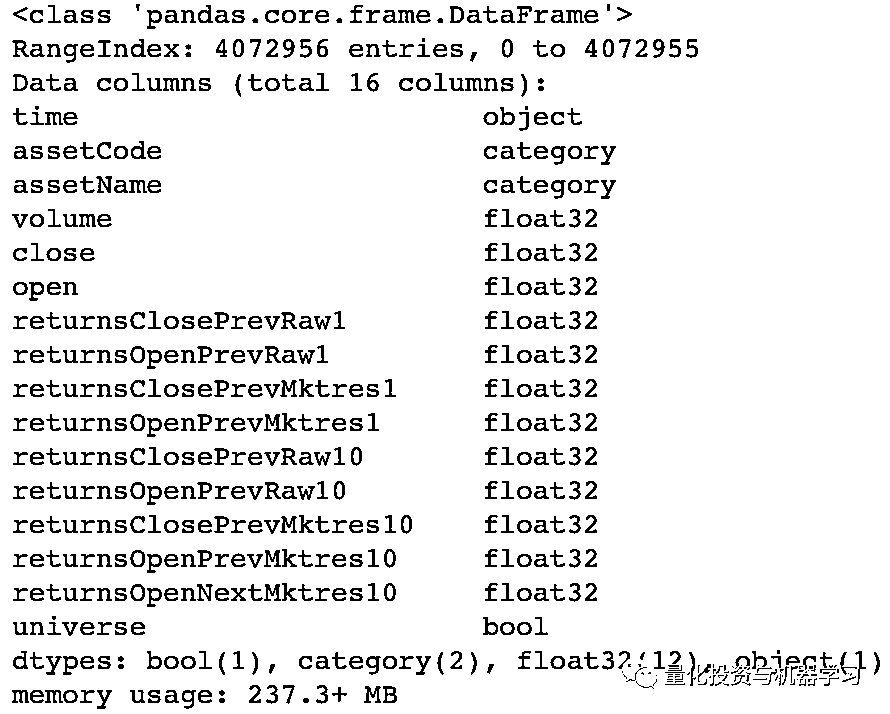 <class 'pandas.core.frame.DataFrame'>
RangeIndex: 4072956 entries, 0 to 4072955
Data columns (total 16 columns):
time object
assetCode category
assetName category
volume float32
close float32
open float32
returnsClosePrevRaw1 float32
returnsOpenPrevRaw1 float32
returnsClosePrevMktres1 float32
returnsOpenPrevMktres1 float32
returnsClosePrevRaw10 float32
returnsOpenPrevRaw10 float32
returnsClosePrevMktres10 float32
returnsOpenPrevMktres10 float32
returnsOpenNextMktres10 float32
universe bool
dtypes: bool(1), category(2), float32(12), object(1)
量化投资与机器学习
memory usage: 237.3+ MB